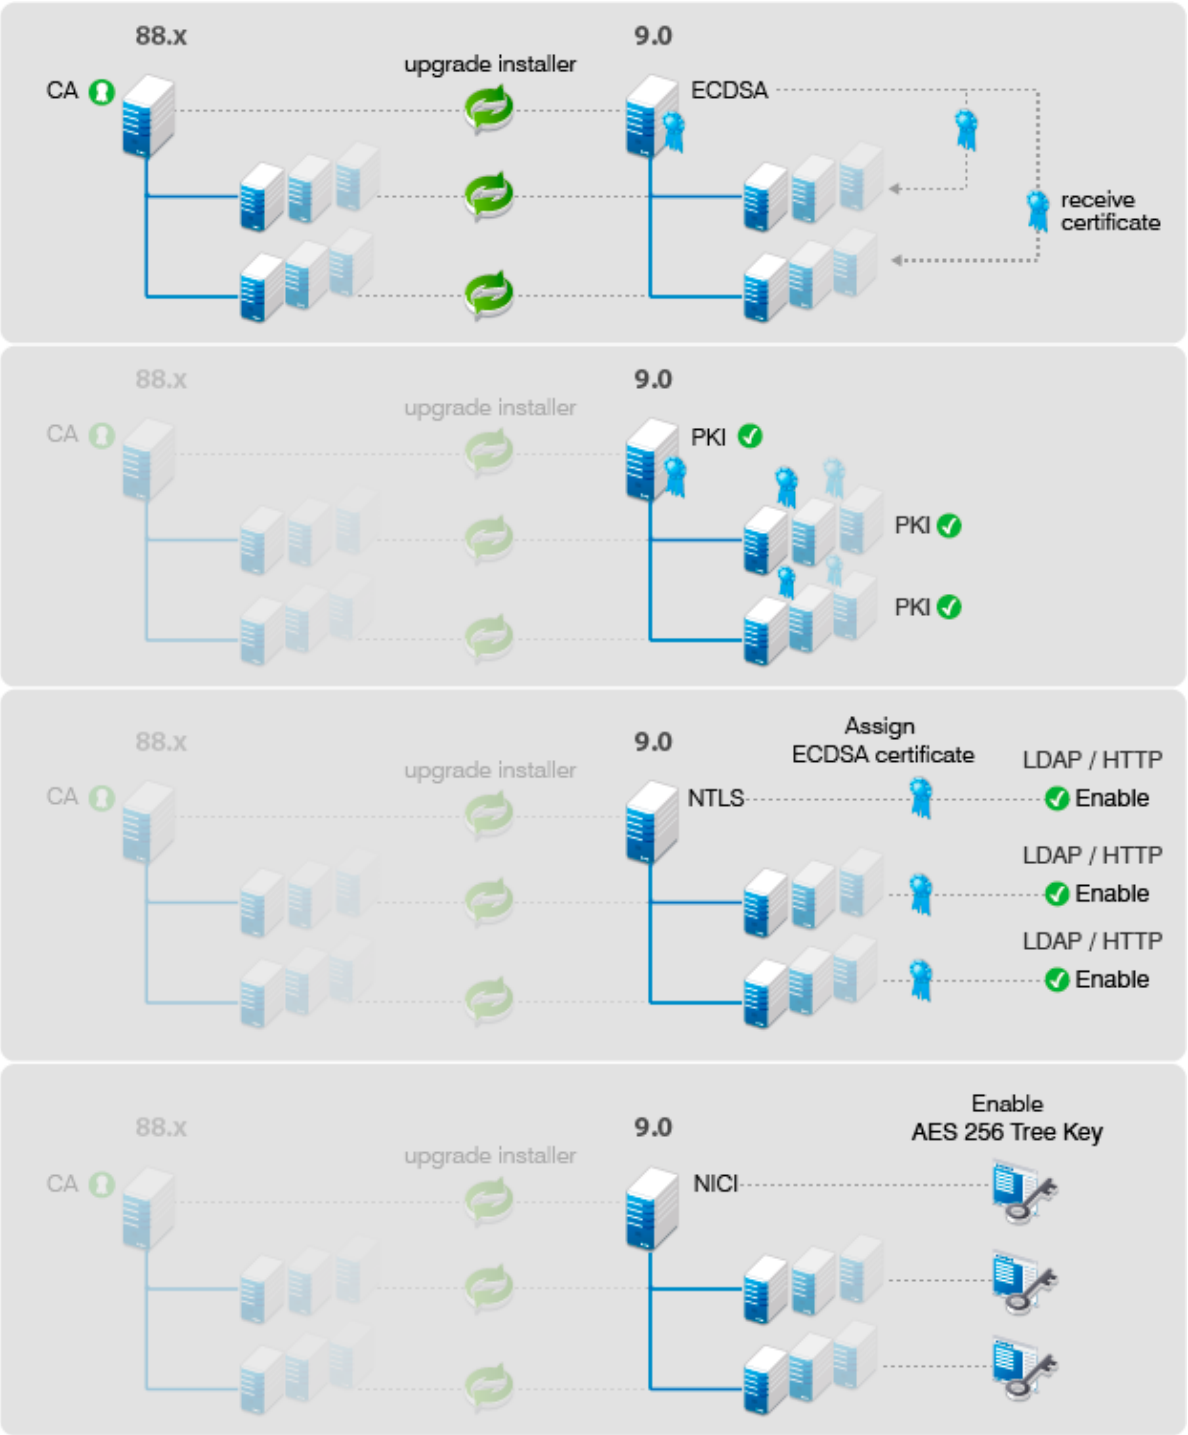 88.x
9.0
upgrade installer
CA
ECDSA
receive
certificate
88.x
9.0
upgrade installer
CA
PKI
PKI
PKI
88.x
9.0
Assign
ECDSA certificate
LDAP / HTTP
upgrade installer
CA
NTLS
Enable
LDAP / HTTP
Enable
LDAP / HTTP
Enable
88.x
9.0
Enable
AES 256 Tree Key
upgrade installer
CA
NICI